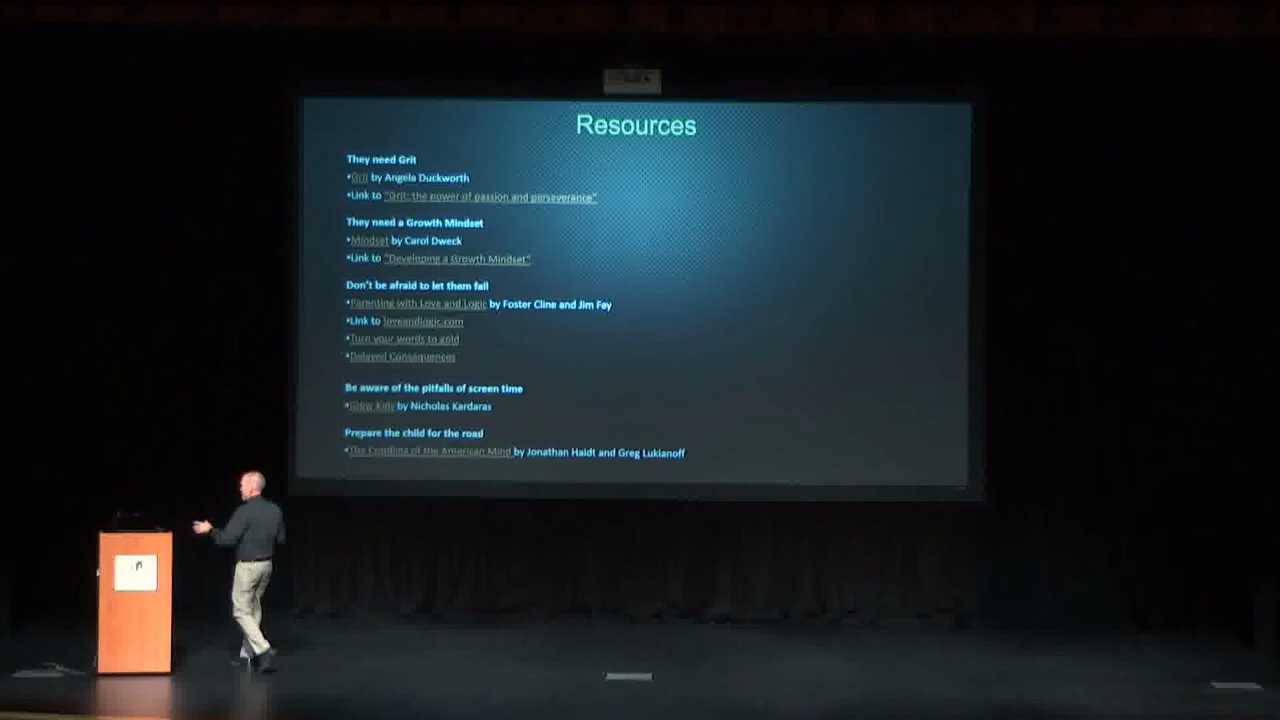 Resources
They need Grit
•Grit by Angela Duckworth
•Link to "Grit: the power of passion and perseverance"
They need a Growth Mindset
•Mindset by Carol Dweck
•Link to "Developing a Growth Mindset"
Don't be afraid to let them fail
•Parenting with Love and Logic by Foster Cline and Jim Fay
•Link to loveandlogic.com
•Turn your words to gold
•Delayed Consequences
Be aware of the pitfalls of screen time
•Glow Kids by Nicholas Kardaras
Prepare the child for the road
•The Coddling of the American Mind by Jonathan Haidt and Greg Lukianoff